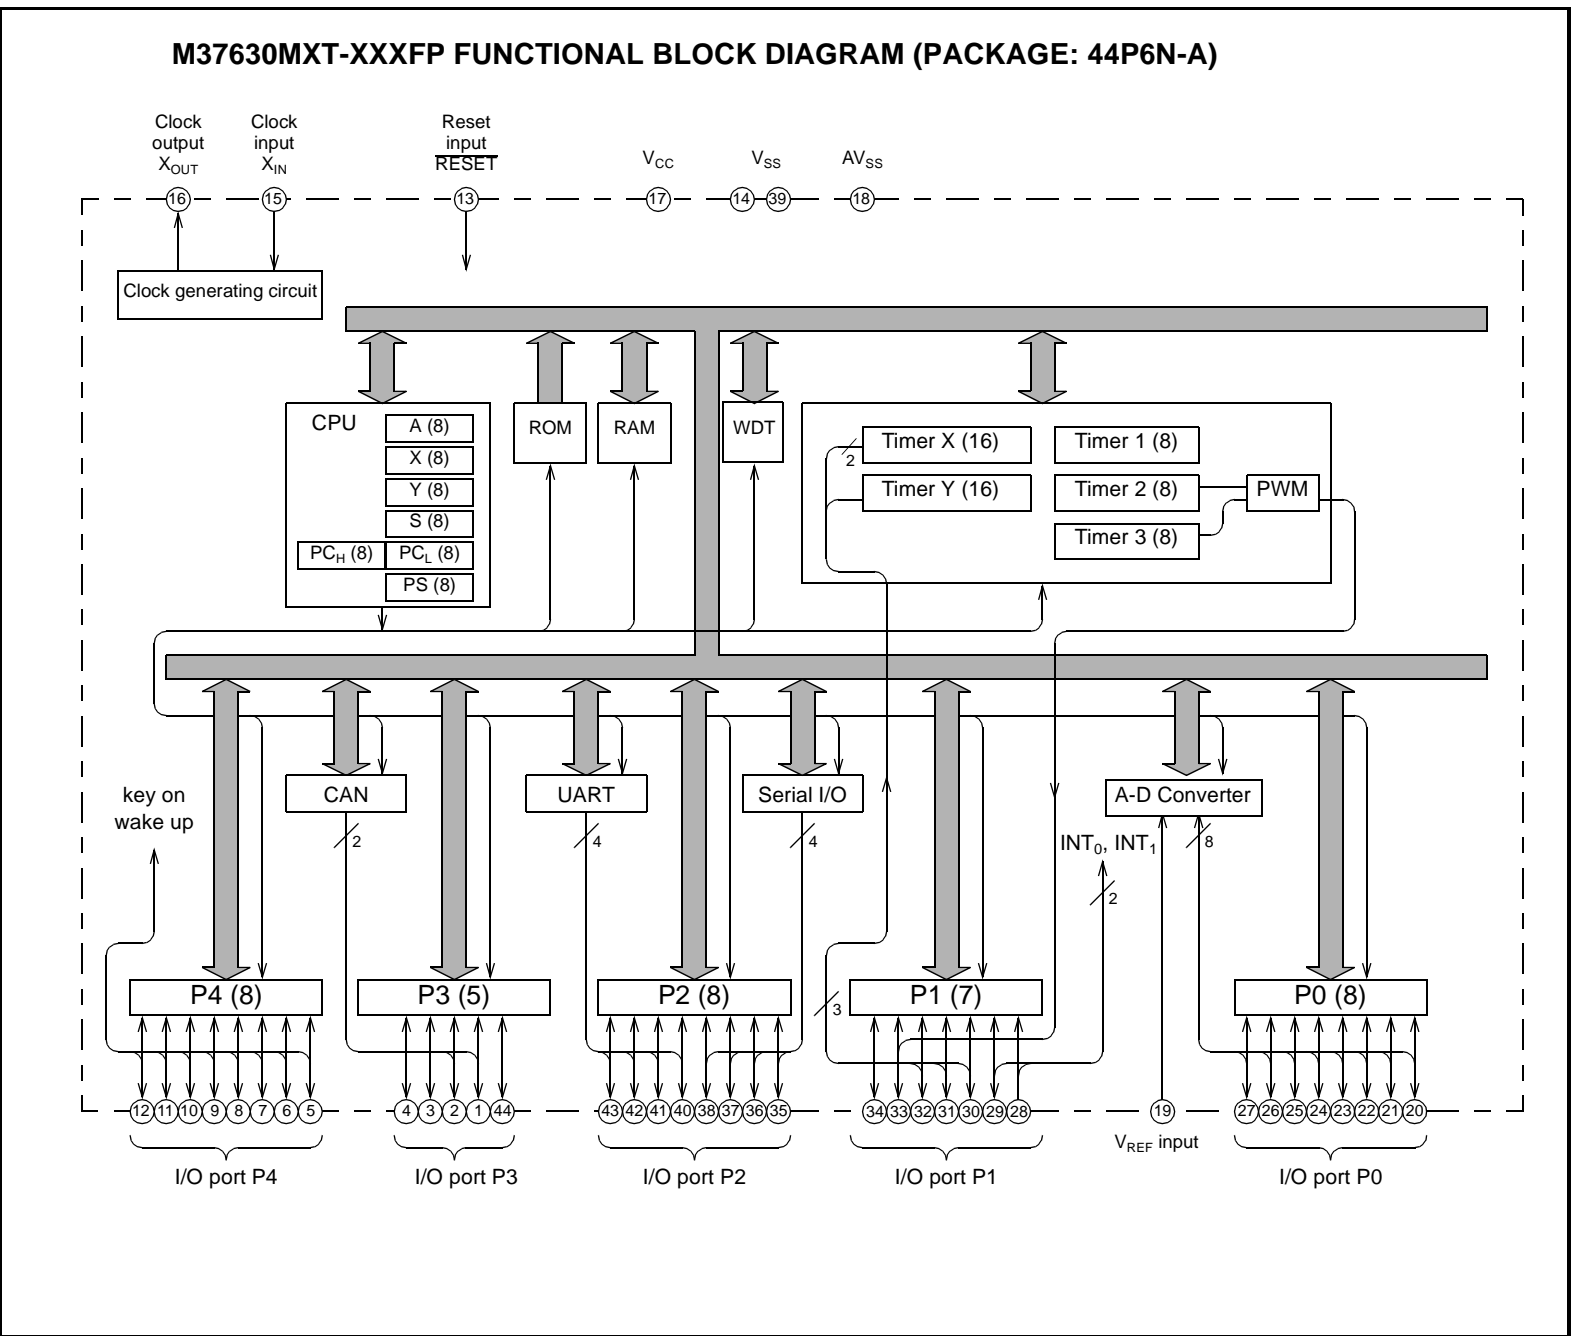 M37630MXT-XXXFP FUNCTIONAL BLOCK DIAGRAM (PACKAGE: 44P6N-A)
Clock output XOUT
Clock input XIN
Reset input RESET
VCC
VSS
AVSS
16
15
13
17
14
39
18
Clock generating circuit
CPU
A (8)
X (8)
Y (8)
S (8)
PCH (8)
PCL (8)
PS (8)
ROM
RAM
WDT
2
Timer X (16)
Timer Y (16)
Timer 1 (8)
Timer 2 (8)
Timer 3 (8)
PWM
key on wake up
CAN
2
UART
4
Serial I/O
4
INT0, INT1
2
A-D Converter
8
P4 (8)
P3 (5)
P2 (8)
3
P1 (7)
P0 (8)
12 11 10 9 8 7 6 5
4 3 2 1 44
43 42 41 40 38 37 36 35
34 33 32 31 30 29 28
19
27 26 25 24 23 22 21 20
VREF input
I/O port P4
I/O port P3
I/O port P2
I/O port P1
I/O port P0